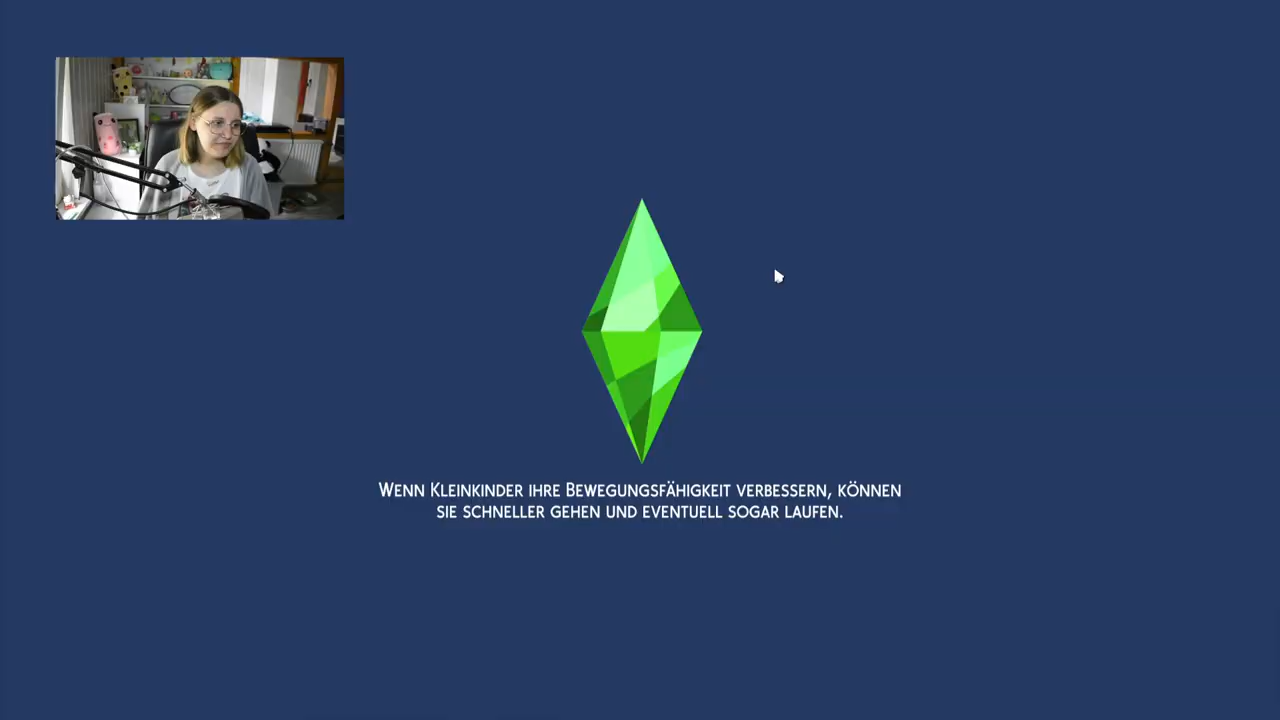 Wenn Kleinkinder ihre Bewegungsfähigkeit verbessern, können
sie schneller gehen und eventuell sogar laufen.